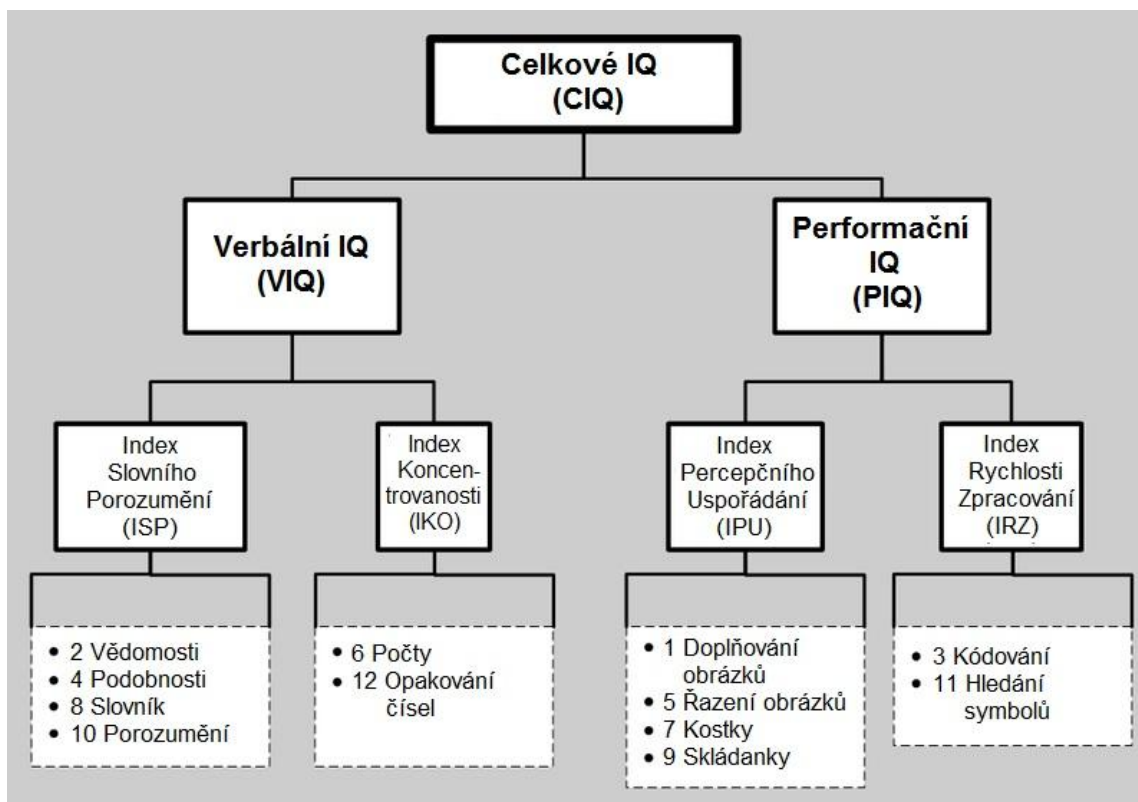 Celkové IQ
(CIQ)
Verbální IQ
(VIQ)
Performační
IQ
(PIQ)
Index
Slovního
Porozumění
(ISP)
Index
Koncen-
trovanosti
(IKO)
Index
Percepčního
Uspořádání
(IPU)
Index
Rychlosti
Zpracování
(IRZ)
• 2 Vědomosti
• 4 Podobnosti
• 8 Slovník
• 10 Porozumění
• 6 Počty
• 12 Opakování
čísel
• 1 Doplňování
obrázků
• 5 Řazení obrázků
• 7 Kostky
• 9 Skládanky
• 3 Kódování
• 11 Hledání
symbolů